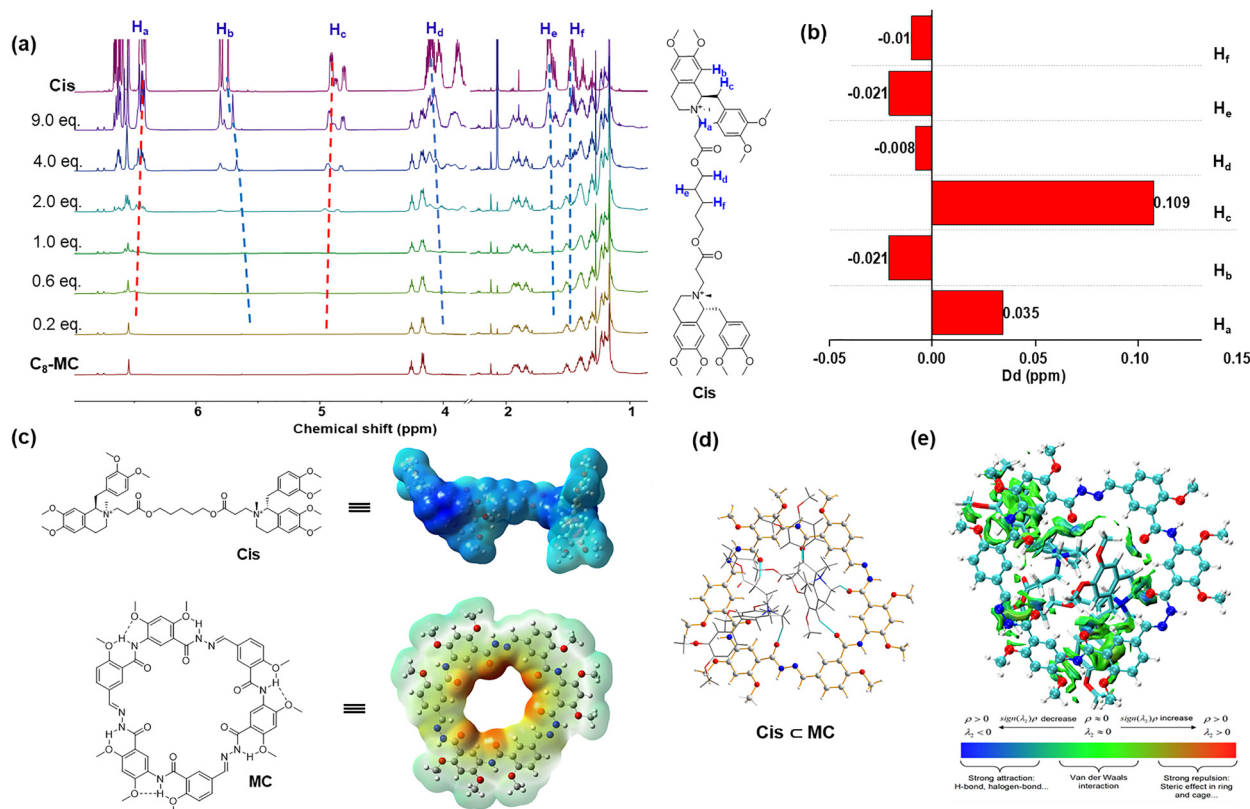 (a)
Ha Hb Hc Hd He Hf
Cis
9.0 eq.
4.0 eq.
2.0 eq.
1.0 eq.
0.6 eq.
0.2 eq.
C8-MC
6 5 4 2 1
Chemical shift (ppm)
O
O
Hb
Hc
N+
O
Ha
O
O
O
Hd
He
Hf
O
O
N+
O
O
O
O
Cis
(b)
-0.01 Hf
-0.021 He
-0.008 Hd
0.109 Hc
-0.021 Hb
0.035 Ha
-0.05 0.00 0.05 0.10 0.15
Dd (ppm)
(c)
Cis
MC
(d)
Cis ⊂ MC
(e)
ρ > 0 sign(λ2)ρ decrease ρ ≈ 0 sign(λ2)ρ increase ρ > 0
λ2 < 0 λ2 ≈ 0 λ2 > 0
Strong attraction:
H-bond, halogen-bond...
Van der Waals
interaction
Strong repulsion:
Steric effect in ring
and cage...